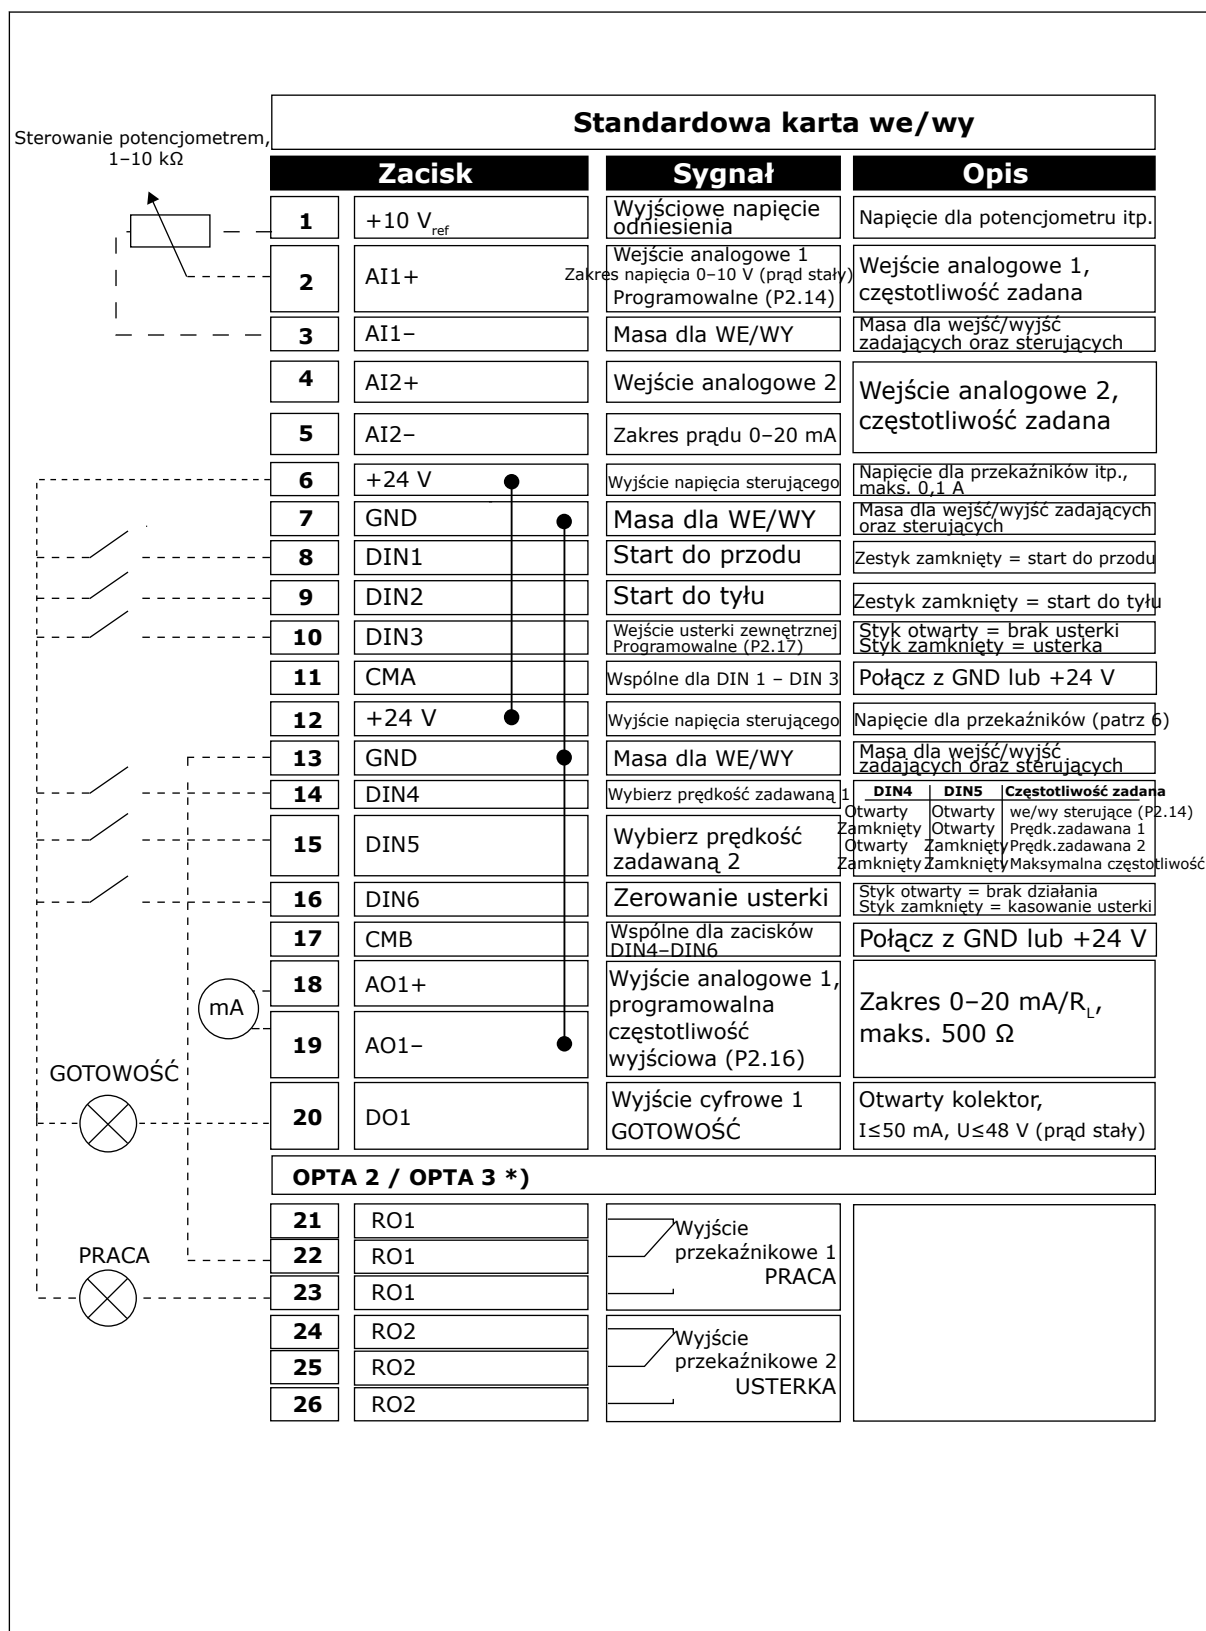 Standardowa karta we/wy
Sterowanie potencjometrem,
1–10 kΩ
Zacisk Sygnał Opis
1 +10 Vref Wyjściowe napięcie
odniesienia
Napięcie dla potencjometru itp.
2 AI1+ Wejście analogowe 1
Zakres napięcia 0–10 V (prąd stały)
Programowalne (P2.14)
Wejście analogowe 1,
częstotliwość zadana
3 AI1– Masa dla WE/WY
Masa dla wejść/wyjść
zadających oraz sterujących
4 AI2+ Wejście analogowe 2
Wejście analogowe 2,
częstotliwość zadana
5 AI2– Zakres prądu 0–20 mA
6 +24 V Wyjście napięcia sterującego
Napięcie dla przekaźników itp.,
maks. 0,1 A
7 GND Masa dla WE/WY
Masa dla wejść/wyjść zadających
oraz sterujących
8 DIN1 Start do przodu Zestyk zamknięty = start do przodu
9 DIN2 Start do tyłu Zestyk zamknięty = start do tyłu
10 DIN3 Wejście usterki zewnętrznej
Programowalne (P2.17)
Styk otwarty = brak usterki
Styk zamknięty = usterka
11 CMA Wspólne dla DIN 1 – DIN 3 Połącz z GND lub +24 V
12 +24 V Wyjście napięcia sterującego Napięcie dla przekaźników (patrz 6)
13 GND Masa dla WE/WY
Masa dla wejść/wyjść
zadających oraz sterujących
14 DIN4 Wybierz prędkość zadawaną 1
DIN4 DIN5 Częstotliwość zadana
Otwarty Otwarty we/wy sterujące (P2.14)
Zamknięty Otwarty Prędk.zadawana 1
Otwarty Zamknięty Prędk.zadawana 2
Zamknięty Zamknięty Maksymalna częstotliwość
15 DIN5 Wybierz prędkość
zadawaną 2
16 DIN6 Zerowanie usterki
Styk otwarty = brak działania
Styk zamknięty = kasowanie usterki
17 CMB Wspólne dla zacisków
DIN4–DIN6
Połącz z GND lub +24 V
18 AO1+ Wyjście analogowe 1,
programowalna
częstotliwość
wyjściowa (P2.16)
Zakres 0–20 mA/RL,
maks. 500 Ω
mA
19 AO1–
GOTOWOŚĆ
20 DO1 Wyjście cyfrowe 1
GOTOWOŚĆ
Otwarty kolektor,
I≤50 mA, U≤48 V (prąd stały)
OPTA 2 / OPTA 3 *)
21 RO1
Wyjście
przekaźnikowe 1
PRACA
PRACA
22 RO1
23 RO1
24 RO2
Wyjście
przekaźnikowe 2
USTERKA
25 RO2
26 RO2